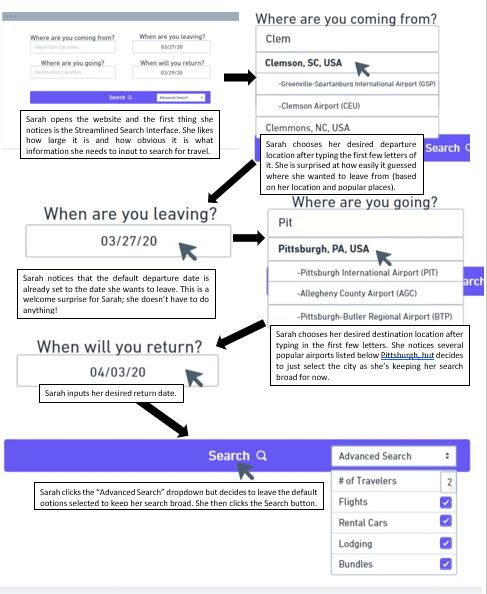 Where are you coming from?
When are you leaving?
Departure Location...
03/27/20
Where are you going?
When will you return?
Destination Location...
03/29/20
Search
Advanced Search
Sarah opens the website and the first thing she
notices is the Streamlined Search Interface. She likes
how large it is and how obvious it is what
information she needs to input to search for travel.
Where are you coming from?
Clem
Clemson, SC, USA
-Greenville-Spartanburg International Airport (GSP)
-Clemson Airport (CEU)
Clemmons, NC, USA
Search
Sarah chooses her desired departure
location after typing the first few letters of
it. She is surprised at how easily it guessed
where she wanted to leave from (based
on her location and popular places).
When are you leaving?
03/27/20
Sarah notices that the default departure date is
already set to the date she wants to leave. This is a
welcome surprise for Sarah; she doesn't have to do
anything!
Where are you going?
Pit
Pittsburgh, PA, USA
-Pittsburgh International Airport (PIT)
-Allegheny County Airport (AGC)
-Pittsburgh-Butler Regional Airport (BTP)
arch
Sarah chooses her desired destination location after
typing in the first few letters. She notices several
popular airports listed below Pittsburgh, but decides
to just select the city as she's keeping her search
broad for now.
When will you return?
04/03/20
Sarah inputs her desired return date.
Search
Advanced Search
# of Travelers 2
Flights
Rental Cars
Lodging
Bundles
Sarah clicks the "Advanced Search" dropdown but decides to leave the default
options selected to keep her search broad. She then clicks the Search button.